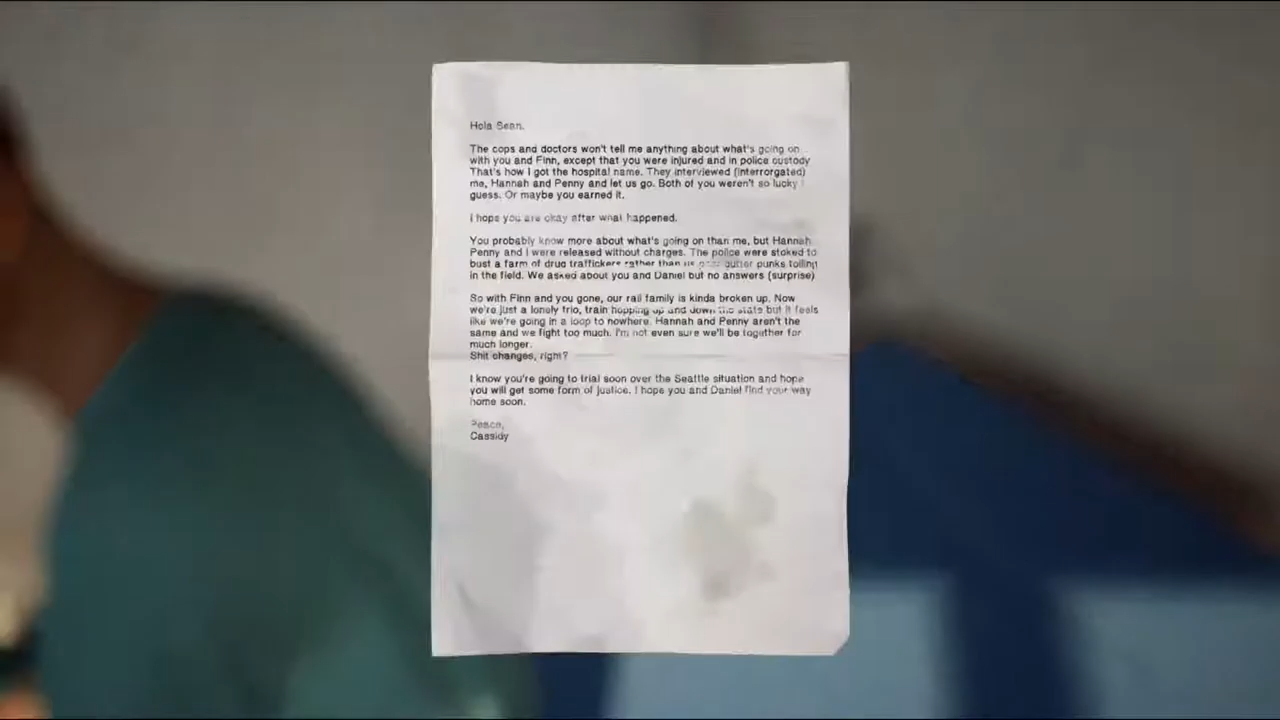 Hola Sean.
The cops and doctors won't tell me anything about what's going on
with you and Finn, except that you were injured and in police custody
That's how I got the hospital name. They interviewed (interrorgated)
me, Hannah and Penny and let us go. Both of you weren't so lucky I
guess. Or maybe you earned it.
I hope you are okay after what happened.
You probably know more about what's going on than me, but Hannah
Penny and I were released without charges. The police were stoked to
bust a farm of drug traffickers rather than us poor gutter punks toiling
in the field. We asked about you and Daniel but no answers (surprise)
So with Finn and you gone, our rail family is kinda broken up. Now
we're just a lonely trio, train hopping up and down the state but it feels
like we're going in a loop to nowhere. Hannah and Penny aren't the
same and we fight too much. I'm not even sure we'll be together for
much longer.
Shit changes, right?
I know you're going to trial soon over the Seattle situation and hope
you will get some form of justice. I hope you and Daniel find your way
home soon.
Peace,
Cassidy